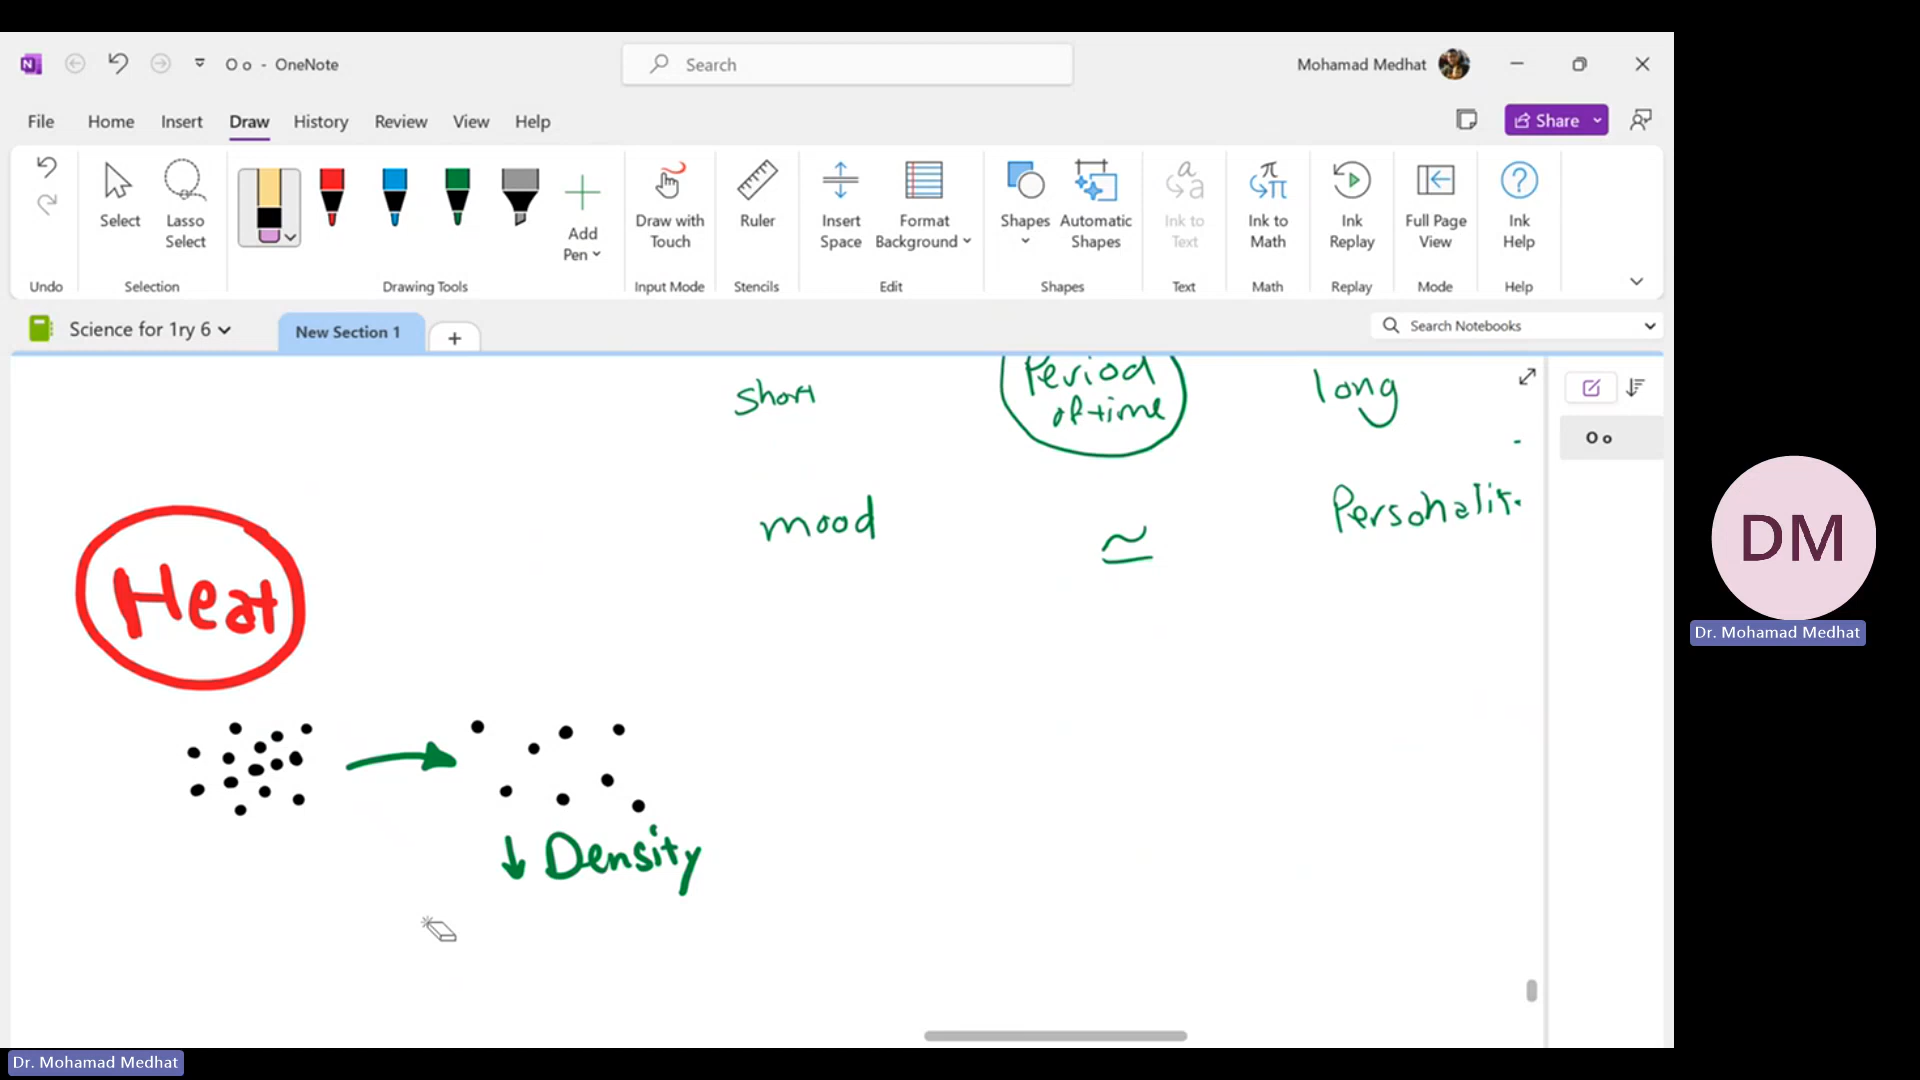 O o - OneNote
Search
Mohamad Medhat
File Home Insert Draw History Review View Help
Share
Select
Lasso
Select
Add
Pen
Draw with
Touch
Ruler
Insert
Space
Format
Background
Shapes
Automatic
Shapes
Ink to
Text
Ink to
Math
Ink
Replay
Full Page
View
Ink
Help
Undo Selection Drawing Tools Input Mode Stencils Edit Shapes Text Math Replay Mode Help
Science for 1ry 6
New Section 1
Search Notebooks
O o
short
Period
of time
long
mood
≃
Personalit
Heat
↓ Density
DM
Dr. Mohamad Medhat
Dr. Mohamad Medhat